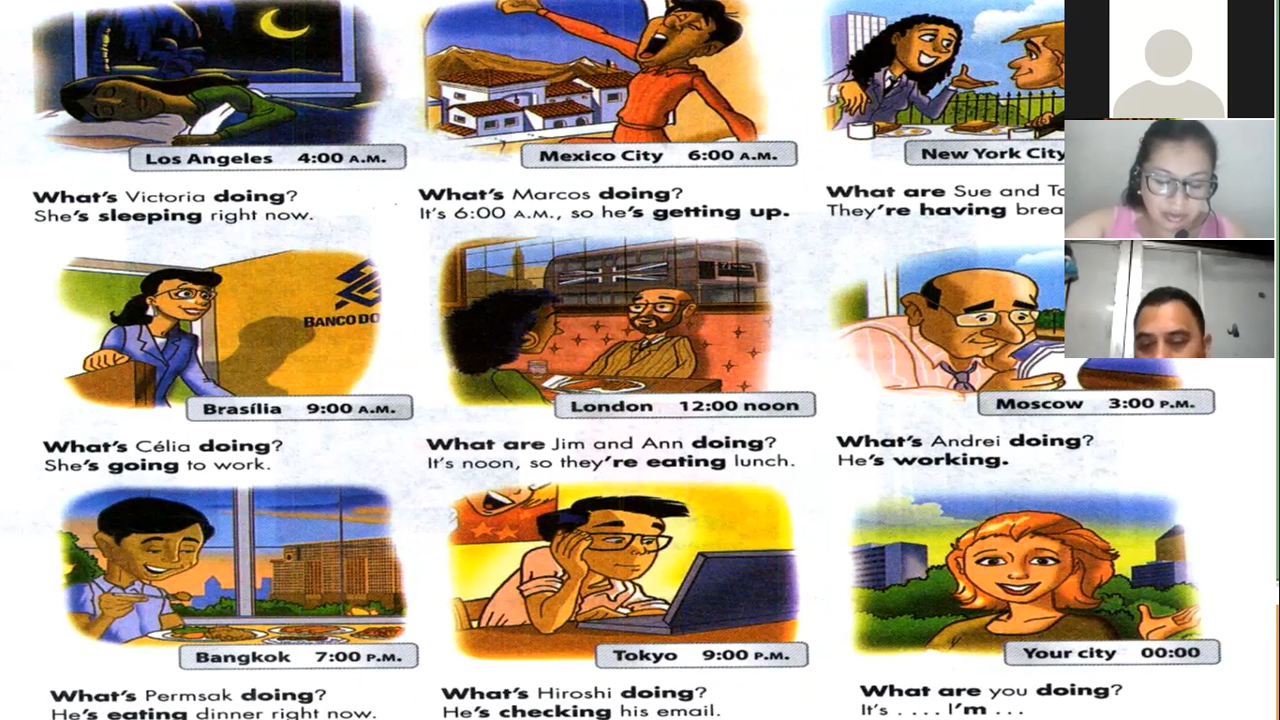 Los Angeles 4:00 A.M.
What's Victoria doing?
She's sleeping right now.
Mexico City 6:00 A.M.
What's Marcos doing?
It's 6:00 A.M., so he's getting up.
New York City
What are Sue and
They're having
BANCO DO
Brasília 9:00 A.M.
What's Célia doing?
She's going to work.
London 12:00 noon
What are Jim and Ann doing?
It's noon, so they're eating lunch.
Moscow 3:00 P.M.
What's Andrei doing?
He's working.
Bangkok 7:00 P.M.
What's Permsak doing?
He's eating dinner right now.
Tokyo 9:00 P.M.
What's Hiroshi doing?
He's checking his email.
Your city 00:00
What are you doing?
It's .... I'm ...